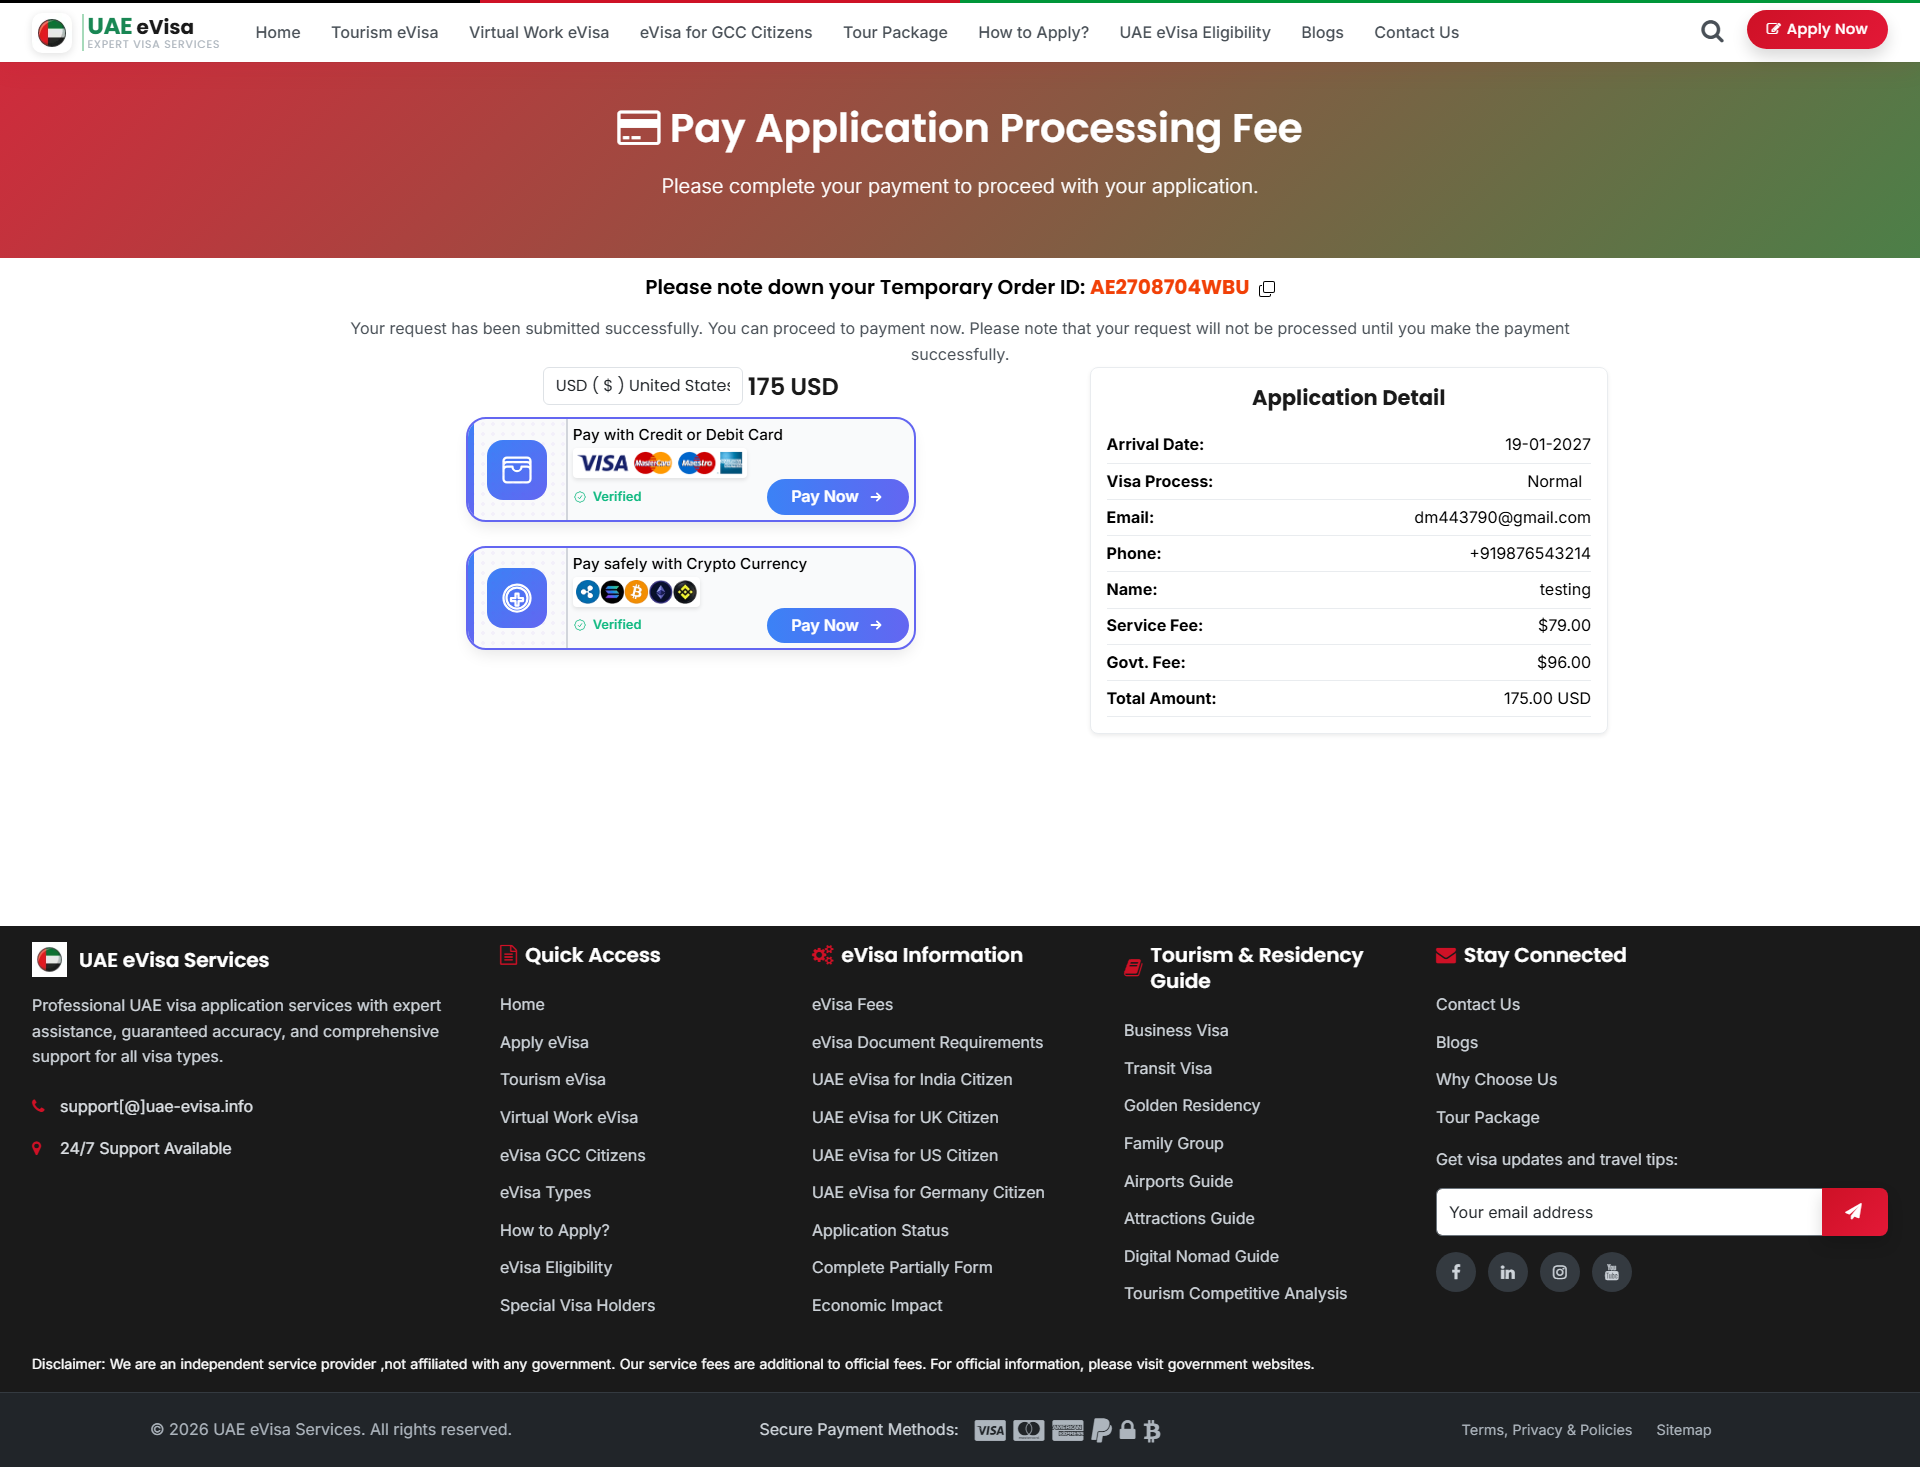 UAE eVisa
EXPERT VISA SERVICES
Home
Tourism eVisa
Virtual Work eVisa
eVisa for GCC Citizens
Tour Package
How to Apply?
UAE eVisa Eligibility
Blogs
Contact Us
Apply Now
Pay Application Processing Fee
Please complete your payment to proceed with your application.
Please note down your Temporary Order ID: AE2708704WBU
Your request has been submitted successfully. You can proceed to payment now. Please note that your request will not be processed until you make the payment
successfully.
USD ( $ ) United States 175 USD
Pay with Credit or Debit Card
VISA MasterCard Maestro
Verified
Pay Now
Pay safely with Crypto Currency
Verified
Pay Now
Application Detail
Arrival Date: 19-01-2027
Visa Process: Normal
Email: dm443790@gmail.com
Phone: +919876543214
Name: testing
Service Fee: $79.00
Govt. Fee: $96.00
Total Amount: 175.00 USD
UAE eVisa Services
Professional UAE visa application services with expert
assistance, guaranteed accuracy, and comprehensive
support for all visa types.
support[@]uae-evisa.info
24/7 Support Available
Quick Access
Home
Apply eVisa
Tourism eVisa
Virtual Work eVisa
eVisa GCC Citizens
eVisa Types
How to Apply?
eVisa Eligibility
Special Visa Holders
eVisa Information
eVisa Fees
eVisa Document Requirements
UAE eVisa for India Citizen
UAE eVisa for UK Citizen
UAE eVisa for US Citizen
UAE eVisa for Germany Citizen
Application Status
Complete Partially Form
Economic Impact
Tourism & Residency
Guide
Business Visa
Transit Visa
Golden Residency
Family Group
Airports Guide
Attractions Guide
Digital Nomad Guide
Tourism Competitive Analysis
Stay Connected
Contact Us
Blogs
Why Choose Us
Tour Package
Get visa updates and travel tips:
Your email address
Disclaimer: We are an independent service provider ,not affiliated with any government. Our service fees are additional to official fees. For official information, please visit government websites.
© 2026 UAE eVisa Services. All rights reserved.
Secure Payment Methods: VISA
Terms, Privacy & Policies
Sitemap